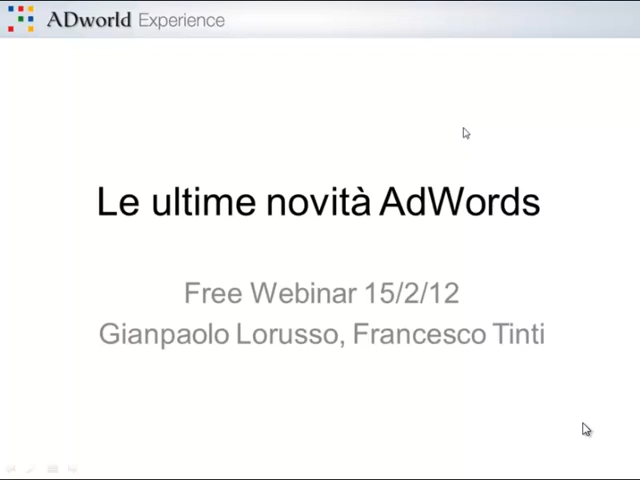 ADworld Experience
Le ultime novità AdWords
Free Webinar 15/2/12
Gianpaolo Lorusso, Francesco Tinti